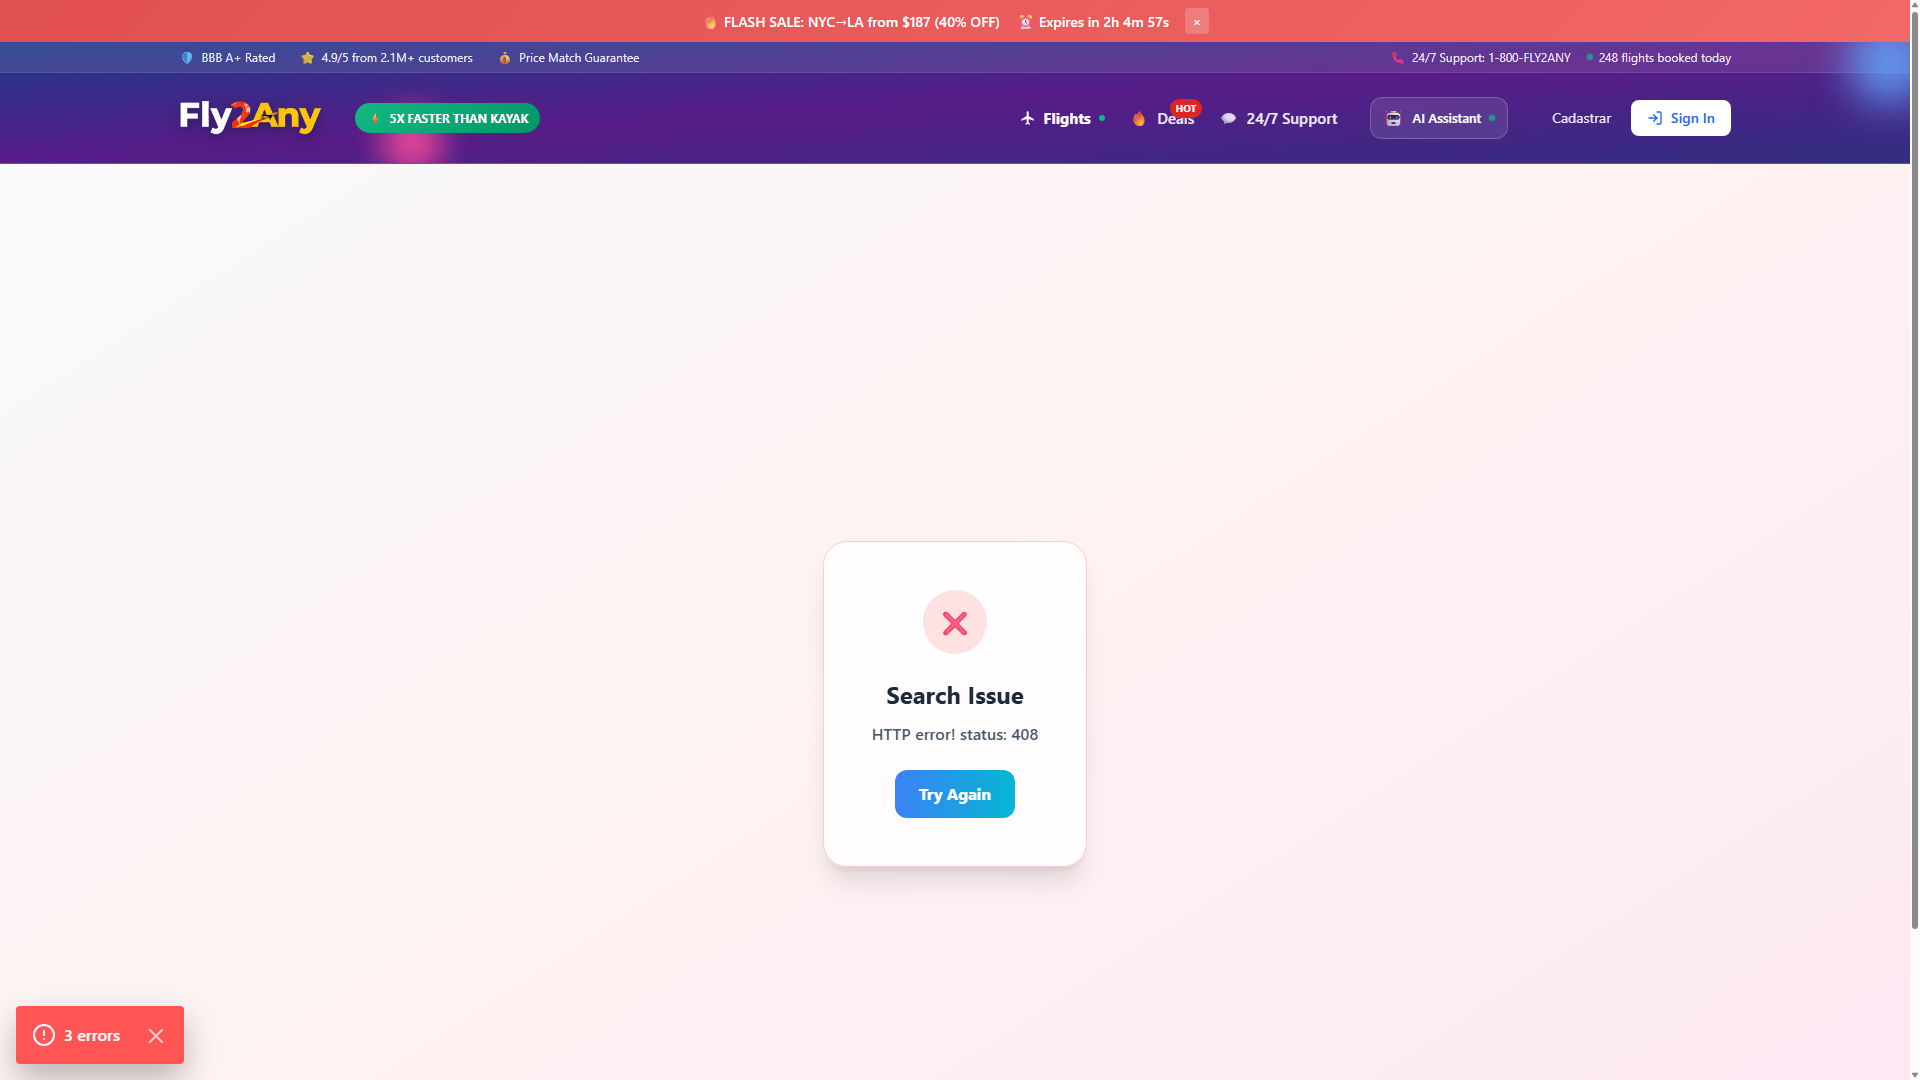 FLASH SALE: NYC→LA from $187 (40% OFF) Expires in 2h 4m 57s ×
BBB A+ Rated 4.9/5 from 2.1M+ customers Price Match Guarantee 24/7 Support: 1-800-FLY2ANY 248 flights booked today
Fly2Any 5X FASTER THAN KAYAK Flights Deals HOT 24/7 Support AI Assistant Cadastrar Sign In
Search Issue
HTTP error! status: 408
Try Again
3 errors